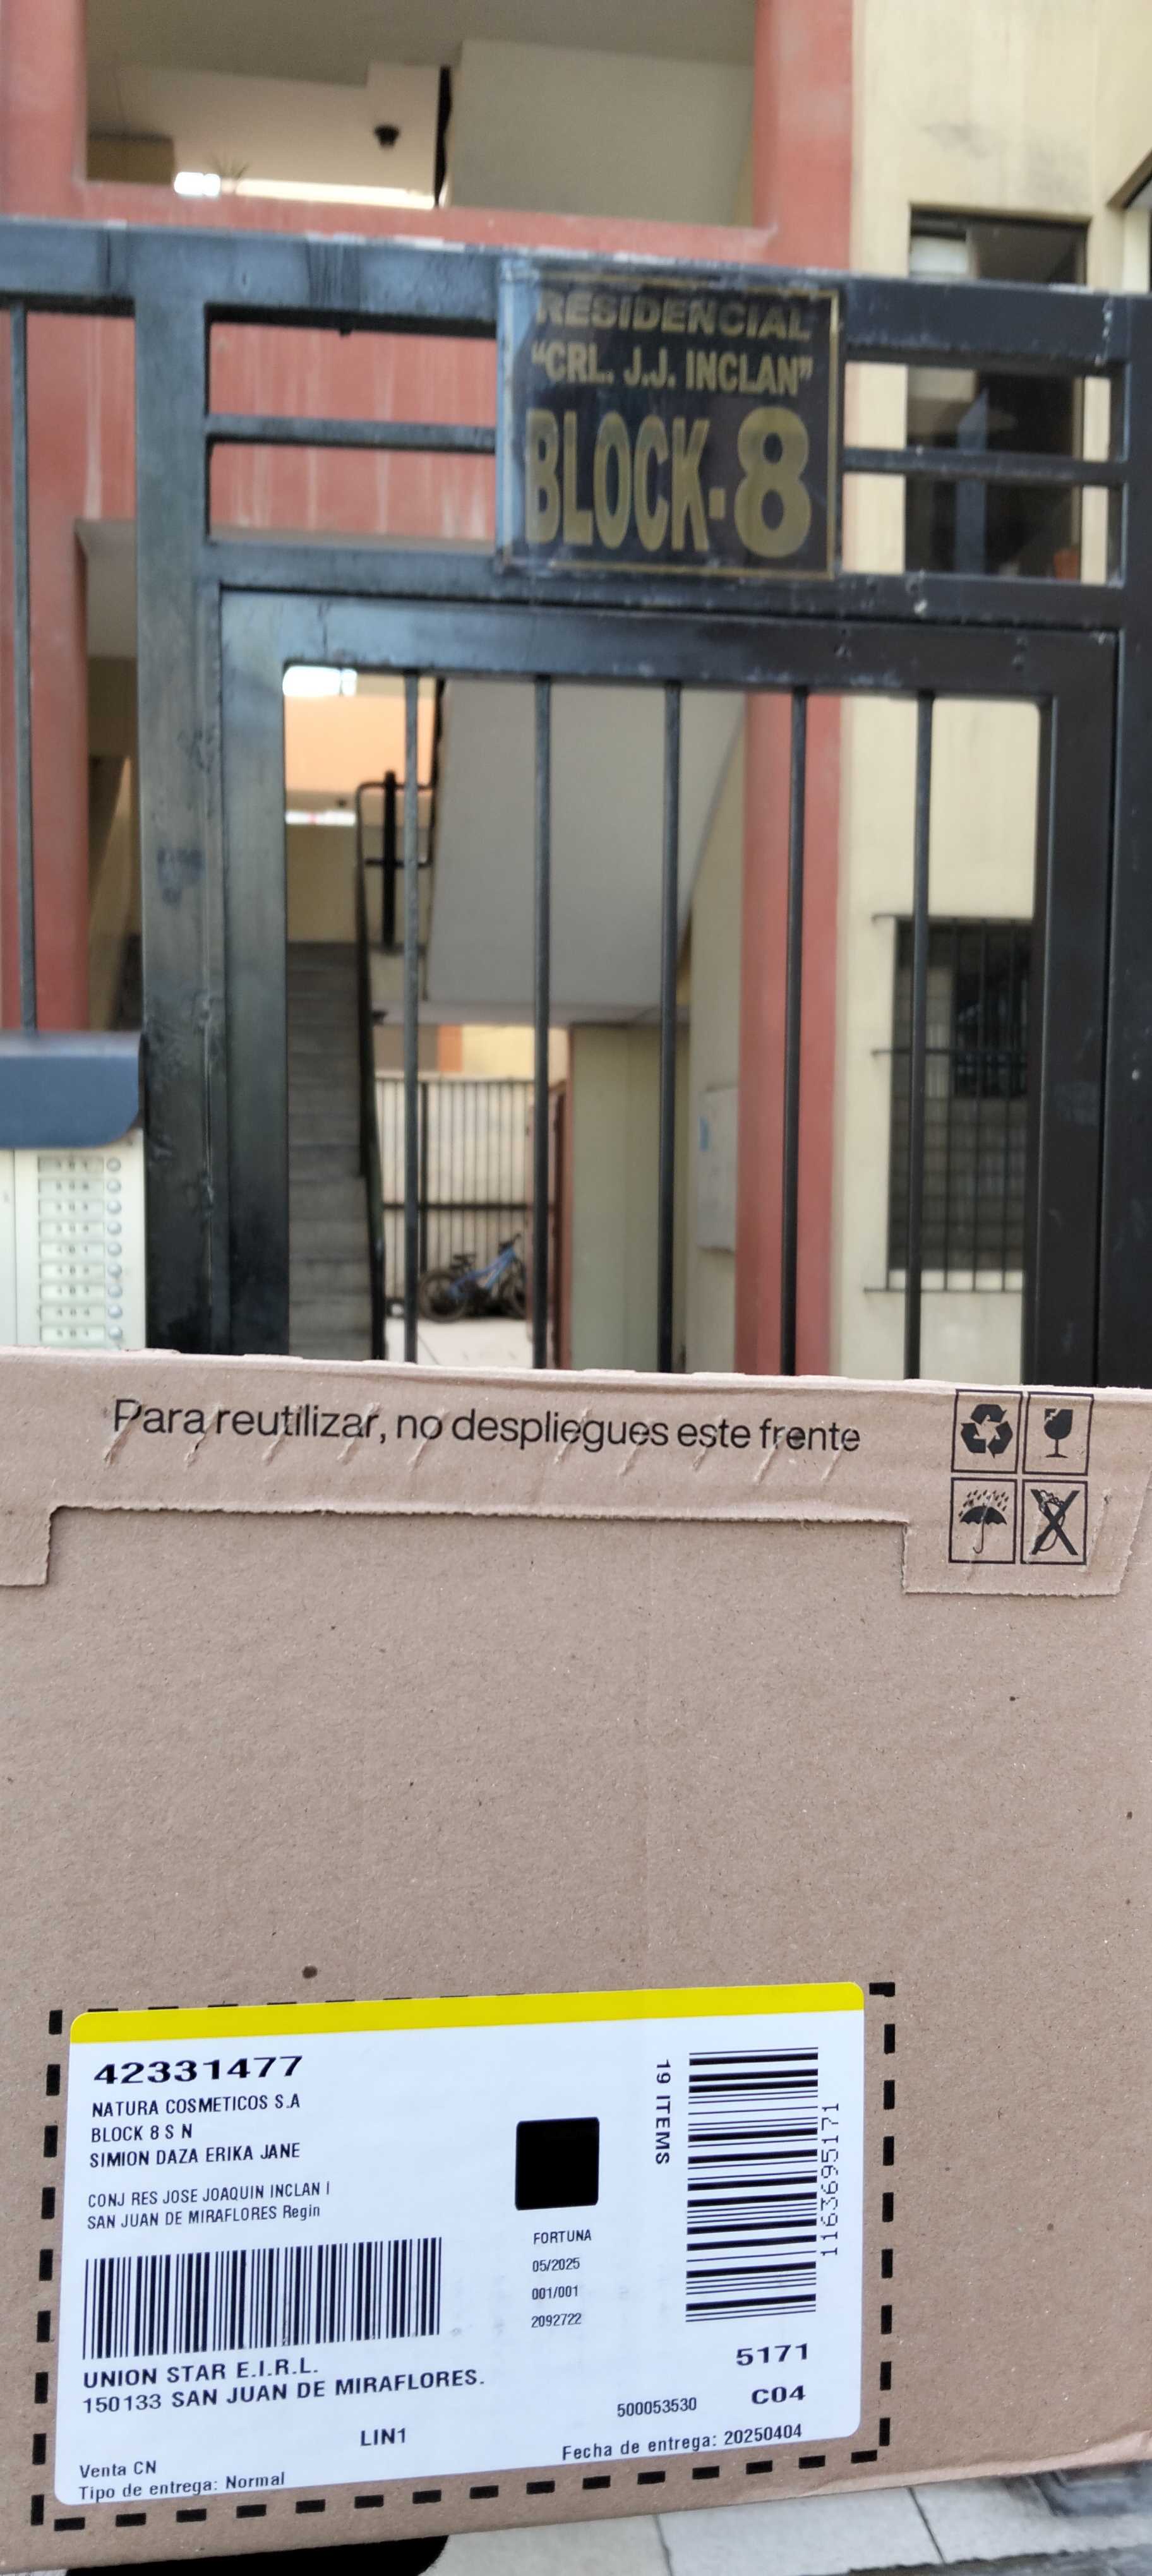 RESIDENCIAL
"CRL. J.J. INCLAN"
BLOCK-8
Para reutilizar, no despliegues este frente
42331477
NATURA COSMETICOS S.A
BLOCK 8 S N
SIMION DAZA ERIKA JANE
CONJ RES JOSE JOAQUIN INCLAN I
SAN JUAN DE MIRAFLORES Regin
UNION STAR E.I.R.L.
150133 SAN JUAN DE MIRAFLORES.
LIN1
Venta CN
Tipo de entrega: Normal
FORTUNA
05/2025
001/001
2092722
19 ITEMS
1163695171
5171
500053530 C04
Fecha de entrega: 20250404